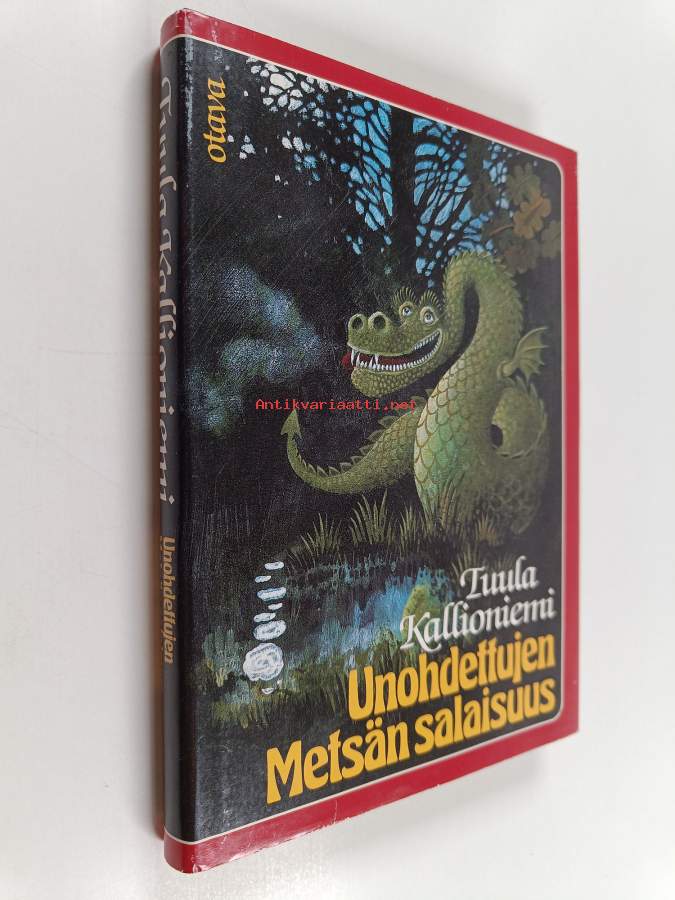 otava
Antikvariaatti.net
Tuula
Kallioniemi
Unohdettujen
Metsän salaisuus
Tuula Kallioniemi
Unohdettujen